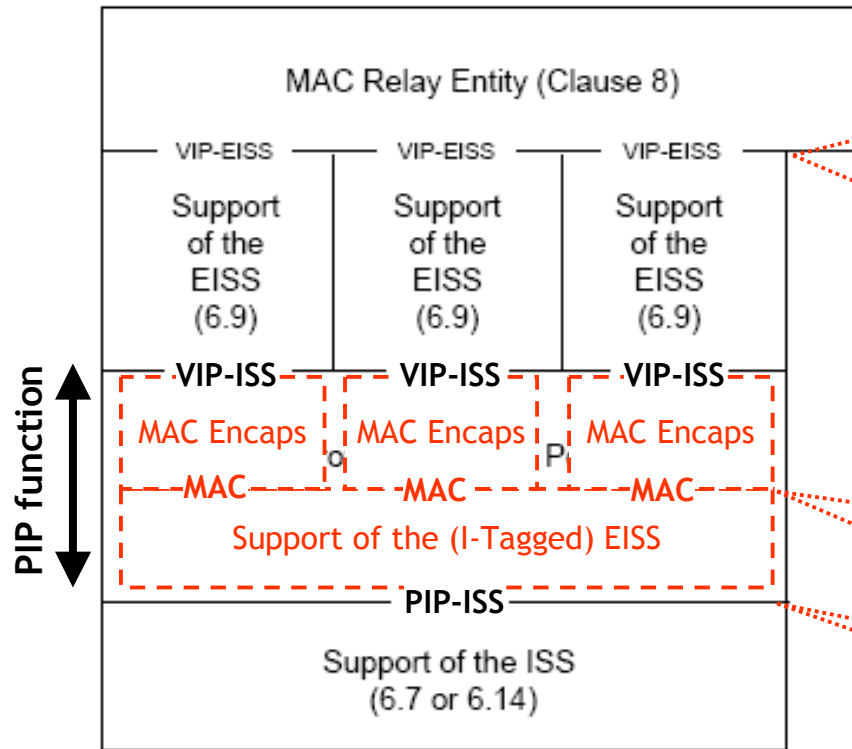 MAC Relay Entity (Clause 8)
VIP-EISS VIP-EISS VIP-EISS
Support Support Support
of the of the of the
EISS EISS EISS
(6.9) (6.9) (6.9)
PIP function
VIP-ISS VIP-ISS VIP-ISS
MAC Encaps MAC Encaps MAC Encaps
MAC MAC MAC
Support of the (I-Tagged) EISS
PIP-ISS
Support of the ISS
(6.7 or 6.14)